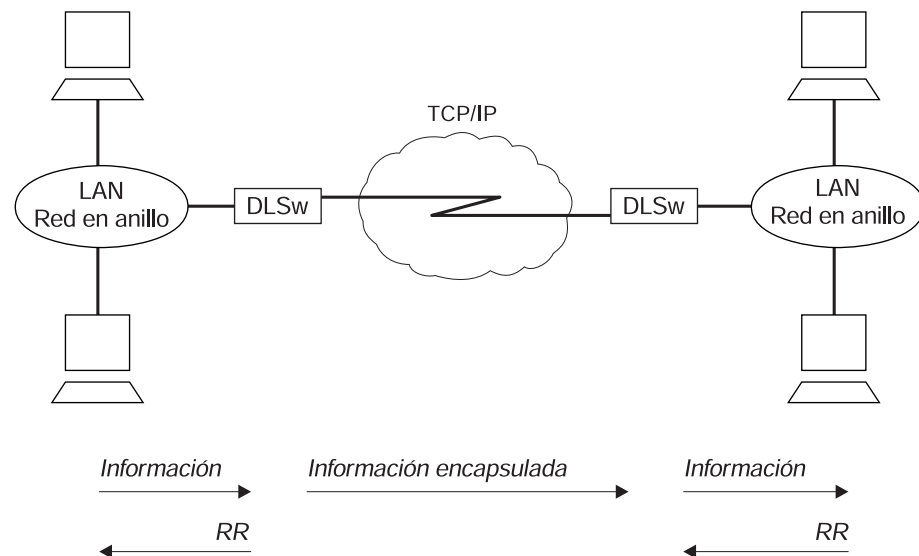 TCP/IP
LAN
Red en anillo
DLSw
DLSw
LAN
Red en anillo
Información
Información encapsulada
Información
RR
RR